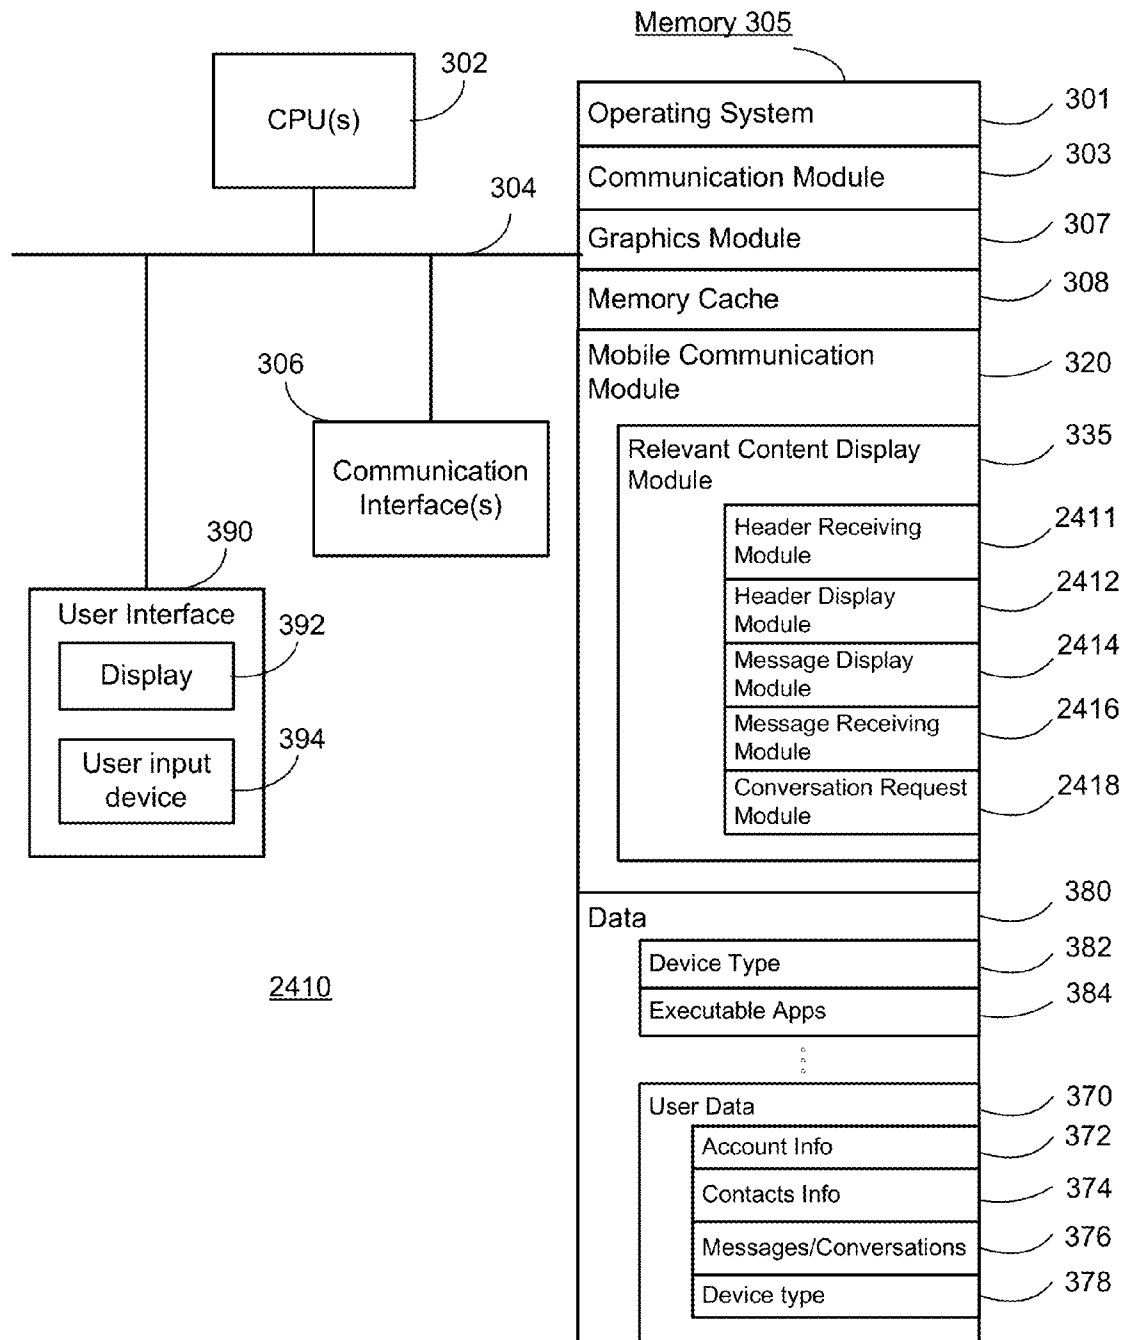 Memory 305
302
CPU(s)
304
306
Communication
Interface(s)
390
User Interface
392
Display
394
User input
device
2410
Operating System
301
Communication Module
303
Graphics Module
307
Memory Cache
308
Mobile Communication
Module
320
Relevant Content Display
Module
335
Header Receiving
Module
2411
Header Display
Module
2412
Message Display
Module
2414
Message Receiving
Module
2416
Conversation Request
Module
2418
Data
380
Device Type
382
Executable Apps
384
User Data
370
Account Info
372
Contacts Info
374
Messages/Conversations
376
Device type
378